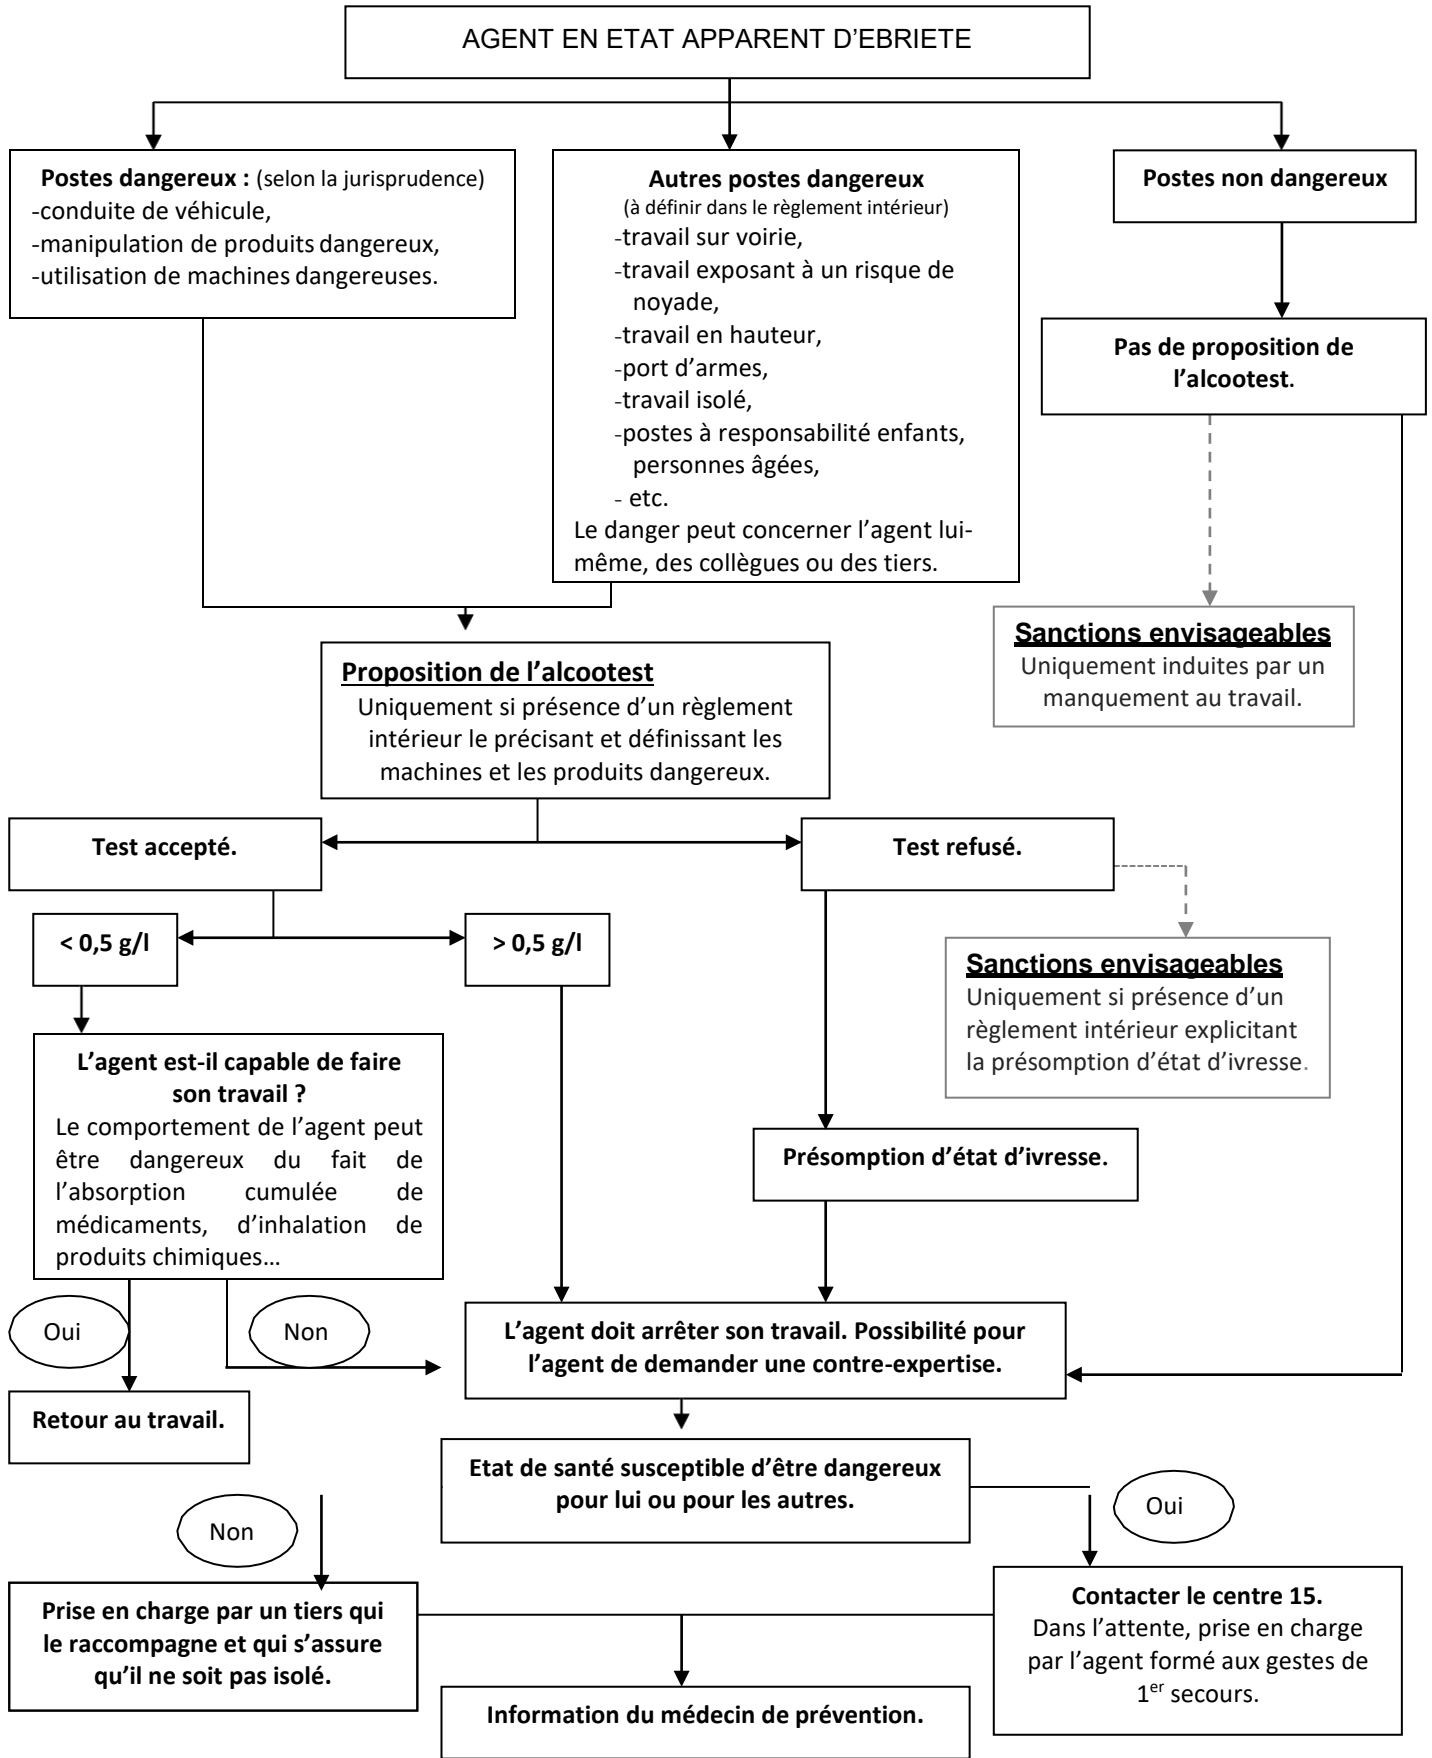 AGENT EN ETAT APPARENT D'EBRIETE
Postes dangereux : (selon la jurisprudence)
-conduite de véhicule,
-manipulation de produits dangereux,
-utilisation de machines dangereuses.
Autres postes dangereux
(à définir dans le règlement intérieur)
-travail sur voirie,
-travail exposant à un risque de
noyade,
-travail en hauteur,
-port d’armes,
-travail isolé,
-postes à responsabilité enfants,
personnes âgées,
- etc.
Le danger peut concerner l’agent lui-
même, des collègues ou des tiers.
Postes non dangereux
Pas de proposition de
l’alcootest.
Sanctions envisageables
Uniquement induites par un
manquement au travail.
Proposition de l’alcootest
Uniquement si présence d’un règlement
intérieur le précisant et définissant les
machines et les produits dangereux.
Test accepté.
Test refusé.
< 0,5 g/l
> 0,5 g/l
Sanctions envisageables
Uniquement si présence d’un
règlement intérieur explicitant
la présomption d’état d’ivresse.
L’agent est-il capable de faire
son travail ?
Le comportement de l’agent peut
être dangereux du fait de
l’absorption cumulée de
médicaments, d’inhalation de
produits chimiques…
Présomption d’état d’ivresse.
Oui
Non
L’agent doit arrêter son travail. Possibilité pour
l’agent de demander une contre-expertise.
Retour au travail.
Etat de santé susceptible d’être dangereux
pour lui ou pour les autres.
Non
Oui
Prise en charge par un tiers qui
le raccompagne et qui s’assure
qu’il ne soit pas isolé.
Contacter le centre 15.
Dans l’attente, prise en charge
par l’agent formé aux gestes de
1er secours.
Information du médecin de prévention.